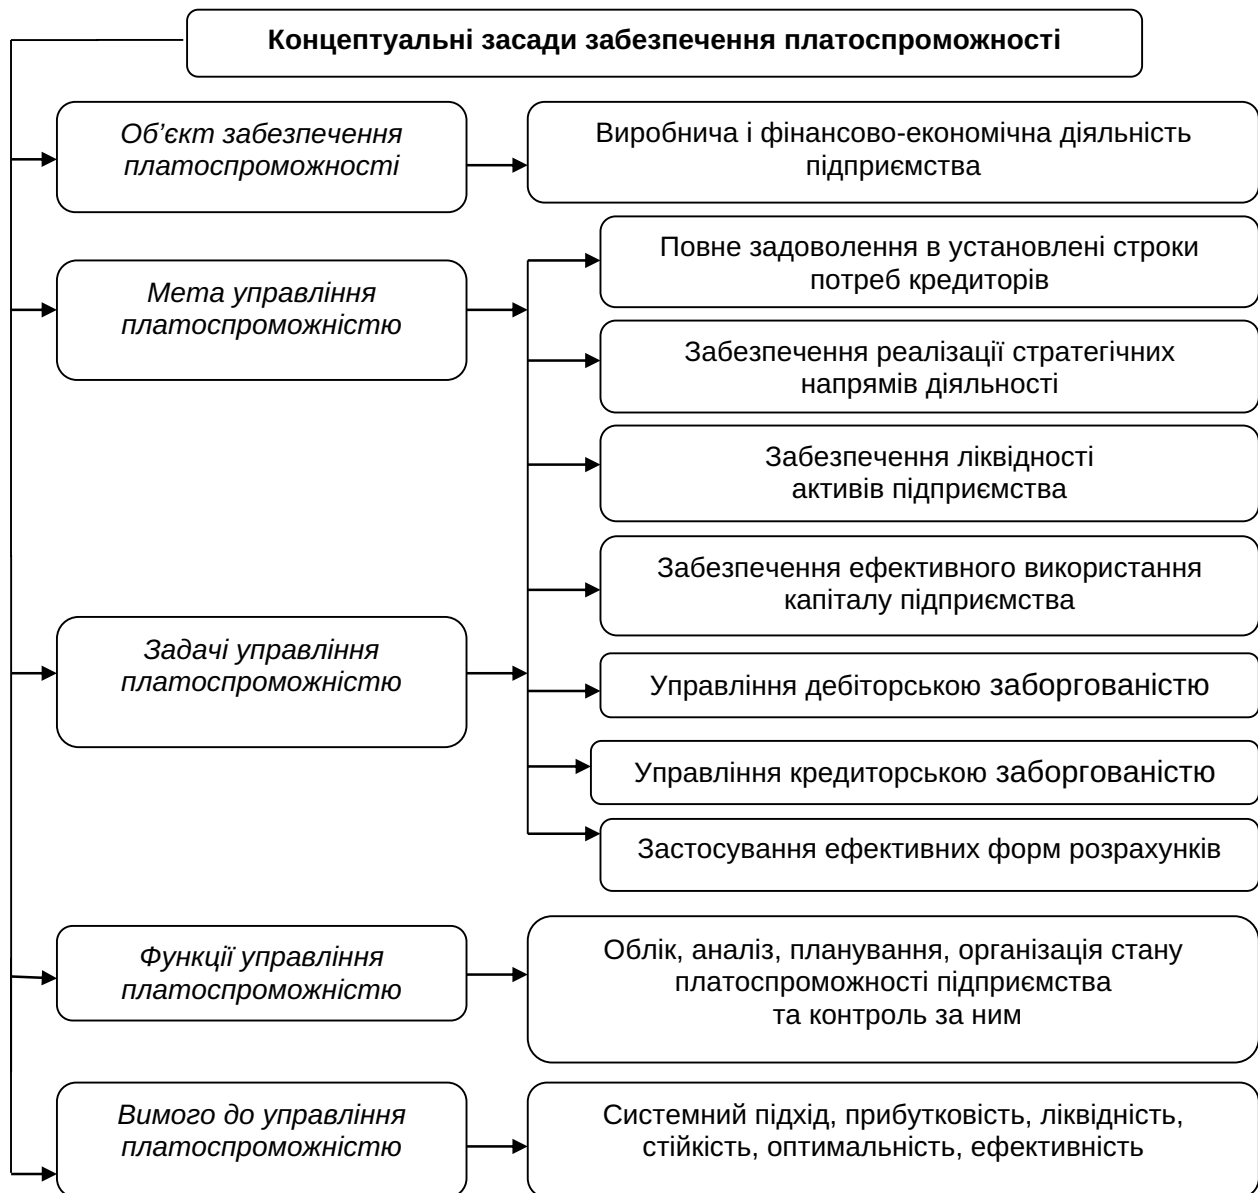 Концептуальні засади забезпечення платоспроможності
Об’єкт забезпечення
платоспроможності
Виробнича і фінансово-економічна діяльність
підприємства
Мета управління
платоспроможністю
Повне задоволення в установлені строки
потреб кредиторів
Забезпечення реалізації стратегічних
напрямів діяльності
Забезпечення ліквідності
активів підприємства
Забезпечення ефективного використання
капіталу підприємства
Задачі управління
платоспроможністю
Управління дебіторською заборгованістю
Управління кредиторською заборгованістю
Застосування ефективних форм розрахунків
Функції управління
платоспроможністю
Облік, аналіз, планування, організація стану
платоспроможності підприємства
та контроль за ним
Вимого до управління
платоспроможністю
Системний підхід, прибутковість, ліквідність,
стійкість, оптимальність, ефективність